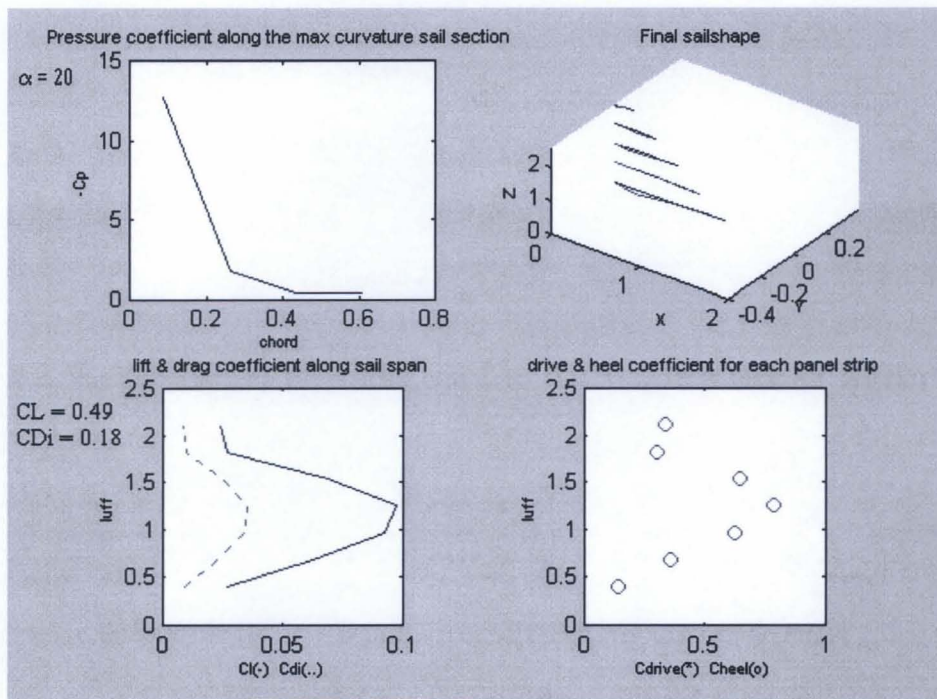 Pressure coefficient along the max curvature sail section
α = 20
15
10
5
0
-Cp
0 0.2 0.4 0.6 0.8
chord
Final sailshape
2
1
0
Z
0
1
2
X
-0.4
-0.2
0
0.2
Y
lift & drag coefficient along sail span
CL = 0.49
CDi = 0.18
2.5
2
1.5
1
0.5
0
luff
0 0.05 0.1
Cl(-) Cdi(..)
drive & heel coefficient for each panel strip
2.5
2
1.5
1
0.5
0
luff
0 0.5 1
Cdrive(*) Cheel(o)